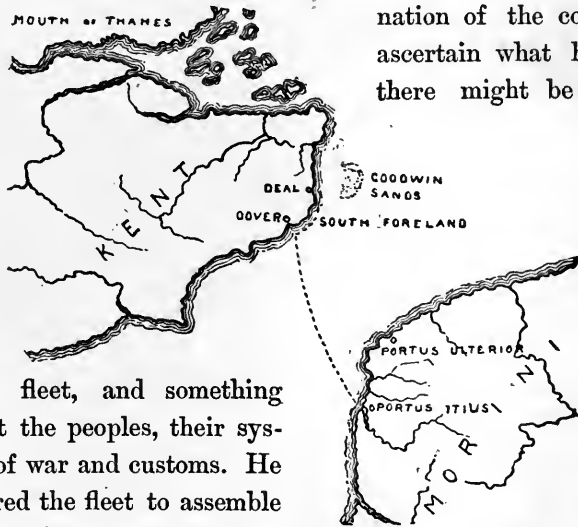 MOUTH OF THAMES
nation of the co
ascertain what
there might be
KENT
DEAL
GOODWIN
SANDS
DOVER
SOUTH FORELAND
PORTUS ULTERIOR
PORTUS ITIUS
MORINI
fleet, and something
t the peoples, their sys-
of war and customs. He
red the fleet to assemble